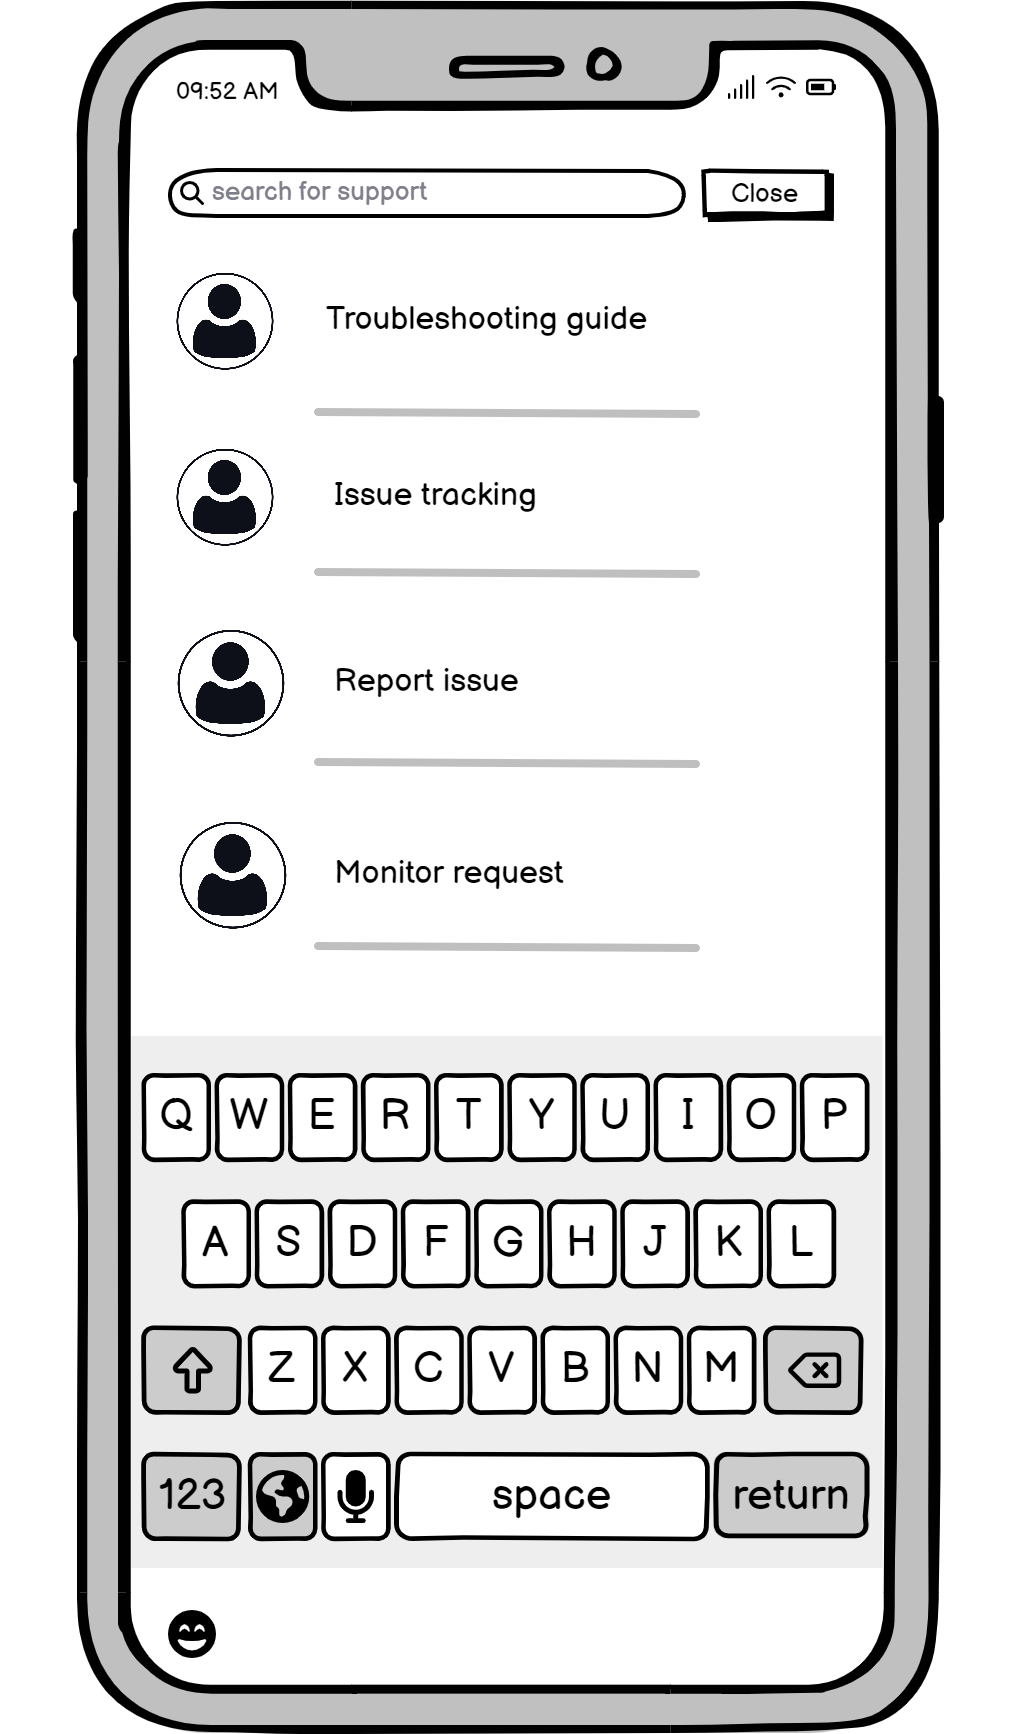 09:52 AM
search for support
Close
Troubleshooting guide
Issue tracking
Report issue
Monitor request
Q W E R T Y U I O P
A S D F G H J K L
Z X C V B N M
123 space return